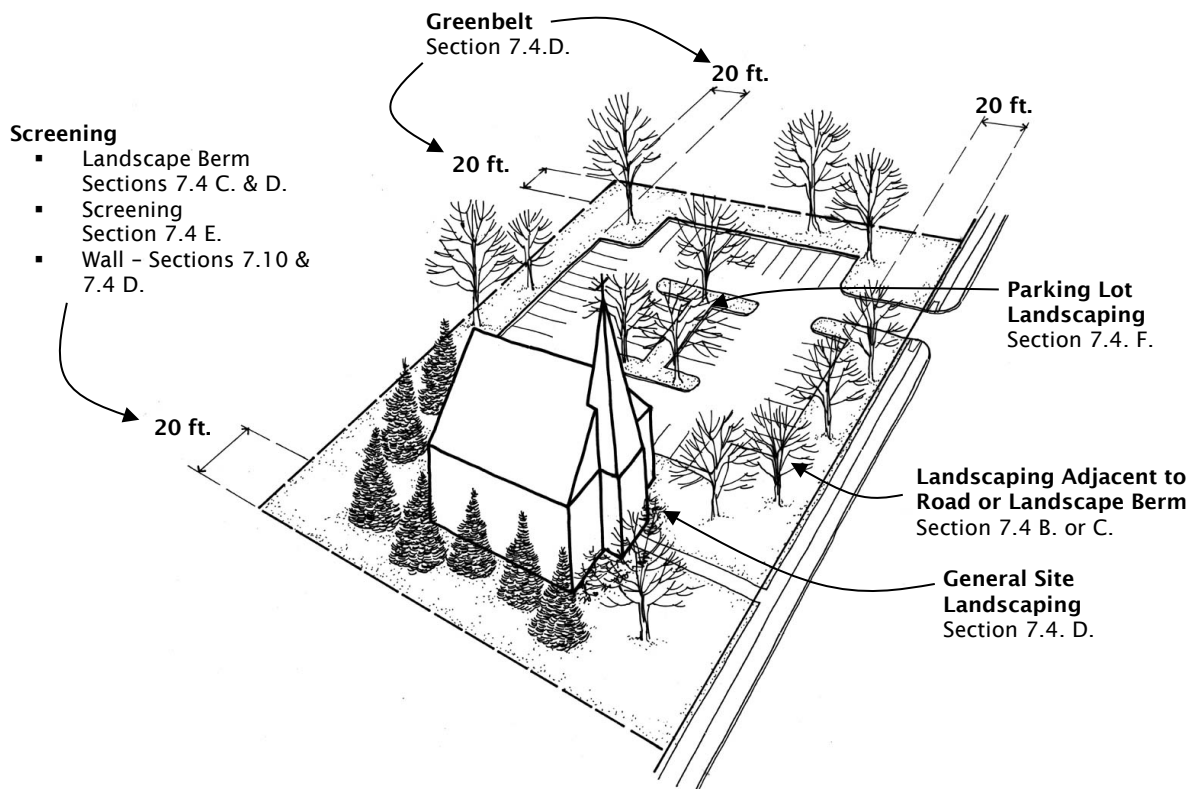 Greenbelt
Section 7.4.D.
20 ft.
20 ft.
20 ft.
Screening
▪ Landscape Berm
Sections 7.4 C. & D.
▪ Screening
Section 7.4 E.
▪ Wall – Sections 7.10 &
7.4 D.
20 ft.
Parking Lot
Landscaping
Section 7.4. F.
Landscaping Adjacent to
Road or Landscape Berm
Section 7.4 B. or C.
General Site
Landscaping
Section 7.4. D.